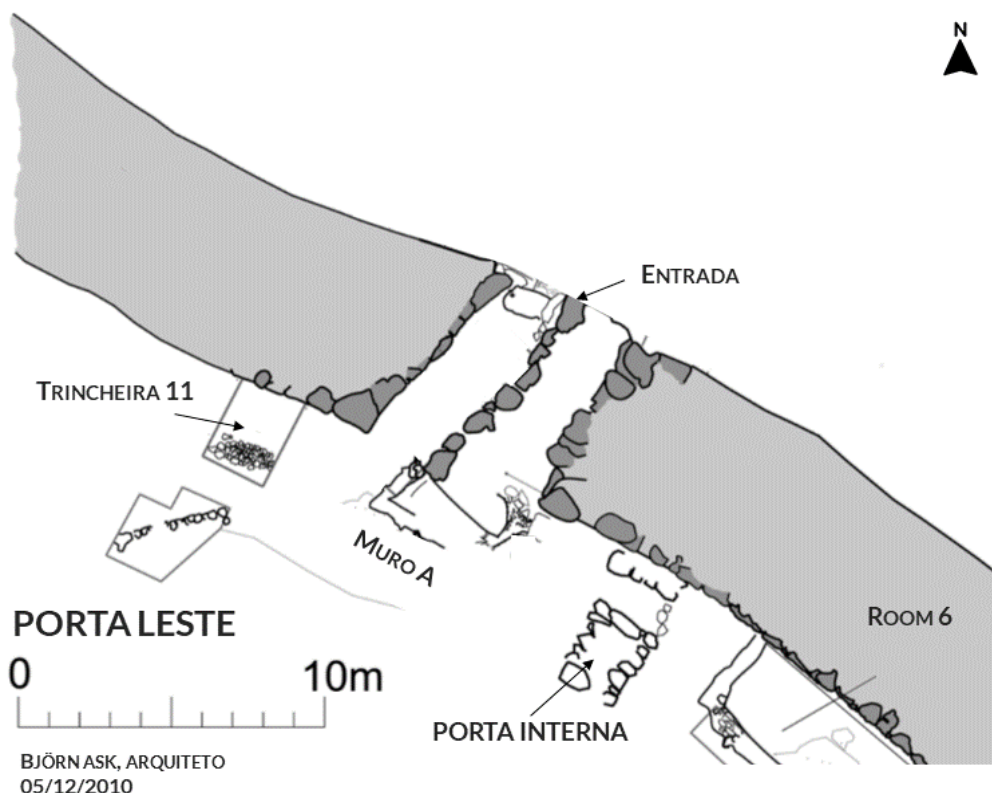 N
ENTRADA
TRINCHEIRA 11
MURO A
ROOM 6
PORTA LESTE
0 10m
PORTA INTERNA
BJÖRN ASK, ARQUITETO
05/12/2010